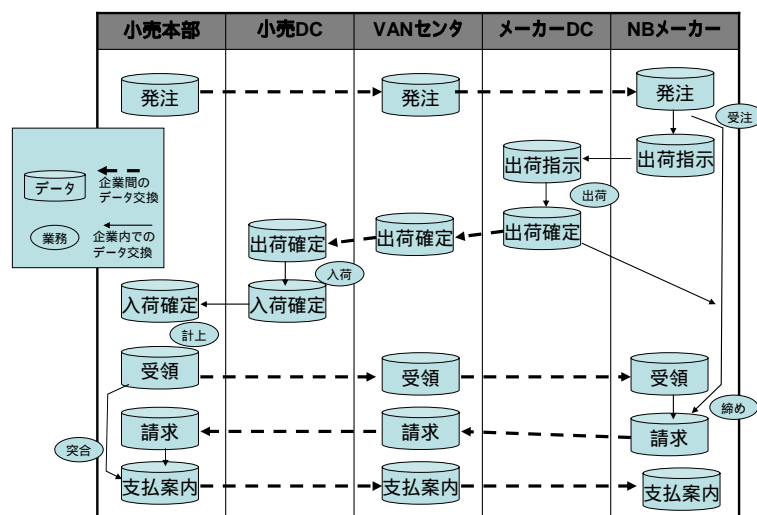 小売本部 小売DC VANセンタ メーカーDC NBメーカー
発注 発注 発注
受注
出荷指示 出荷指示
データ
企業間の
データ交換
業務
企業内での
データ交換
出荷
出荷確定 出荷確定 出荷確定
入荷
入荷確定 入荷確定
計上
受領 受領 受領
締め
請求 請求 請求
突合
支払案内 支払案内 支払案内